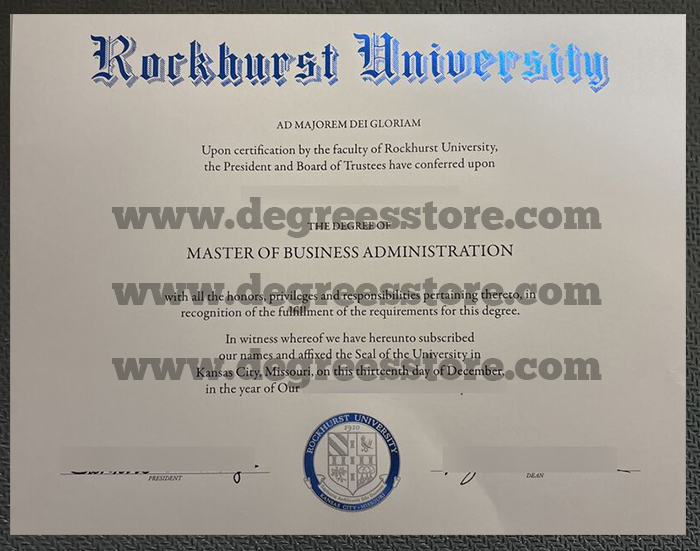 Rockhurst University
AD MAJOREM DEI GLORIAM
Upon certification by the faculty of Rockhurst University,
the President and Board of Trustees have conferred upon
www.degreesstore.com
THE DEGREE OF
MASTER OF BUSINESS ADMINISTRATION
www.degreesstore.com
with all the honors, privileges and responsibilities pertaining thereto, in
recognition of the fulfillment of the requirements for this degree.
In witness whereof we have hereunto subscribed
our names and affixed the Seal of the University in
www.degreesstore.com
Kansas City, Missouri, on this thirteenth day of December,
in the year of Our
ROCKHURST UNIVERSITY
1910
KANSAS CITY · MISSOURI
PRESIDENT
DEAN